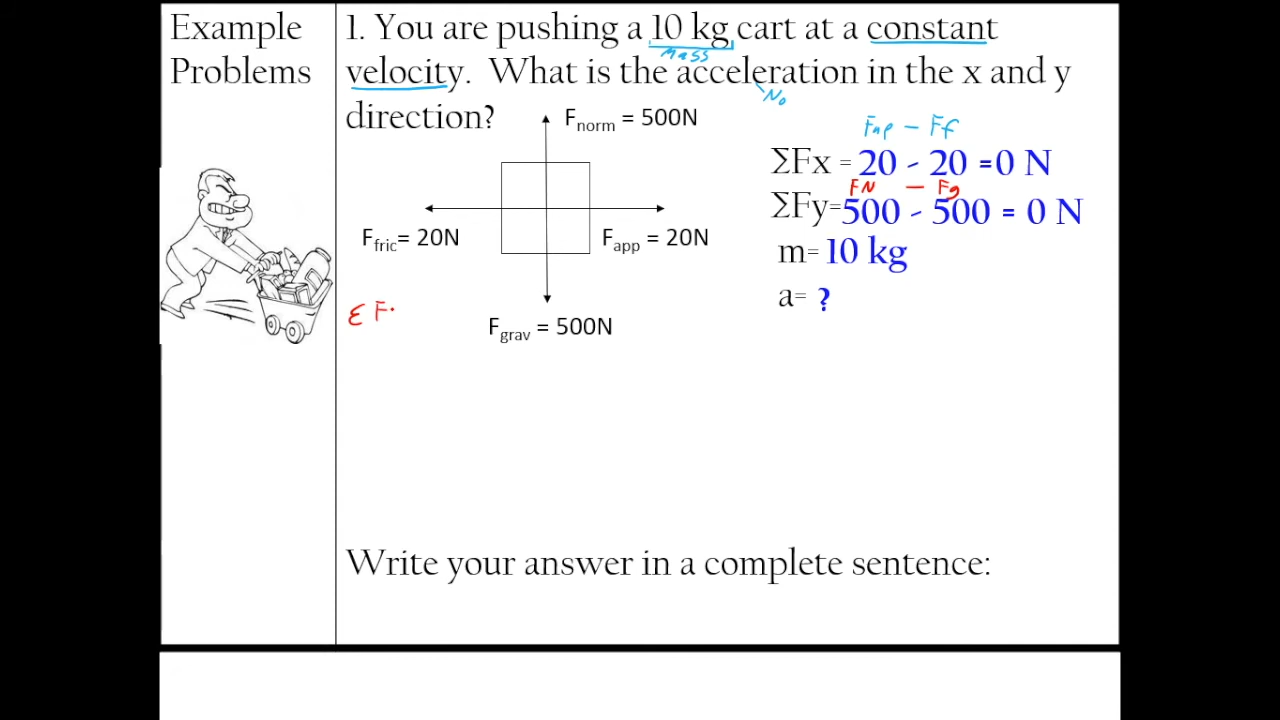 Example
Problems
1. You are pushing a 10 kg cart at a constant
Mass
velocity. What is the acceleration in the x and y
No
direction?
Fnorm = 500N
Ffric= 20N
Fapp = 20N
Fgrav = 500N
Fap - Ff
ΣFx = 20 - 20 =0 N
FN - Fg
ΣFy= 500 - 500 = 0 N
m= 10 kg
a= ?
Σ F
Write your answer in a complete sentence: